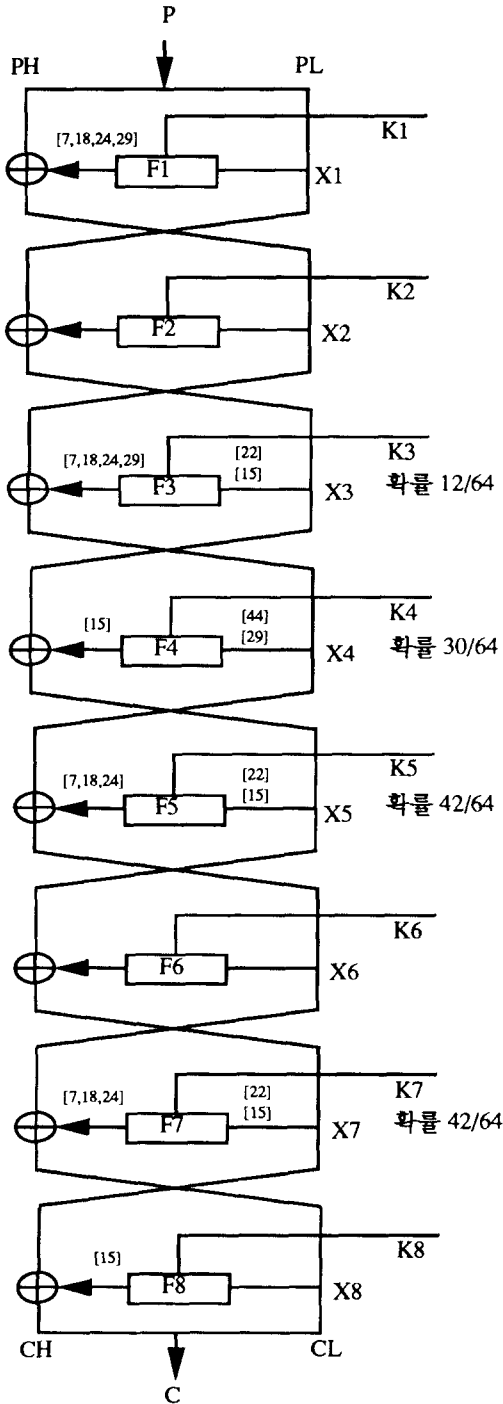 P
PH
PL
K1
[7,18,24,29]
F1
X1
K2
F2
X2
K3
[7,18,24,29]
[22]
[15]
F3
X3
확률 12/64
K4
[15]
[44]
[29]
F4
X4
확률 30/64
K5
[7,18,24]
[22]
[15]
F5
X5
확률 42/64
K6
F6
X6
K7
[7,18,24]
[22]
[15]
F7
X7
확률 42/64
K8
[15]
F8
X8
CH
CL
C